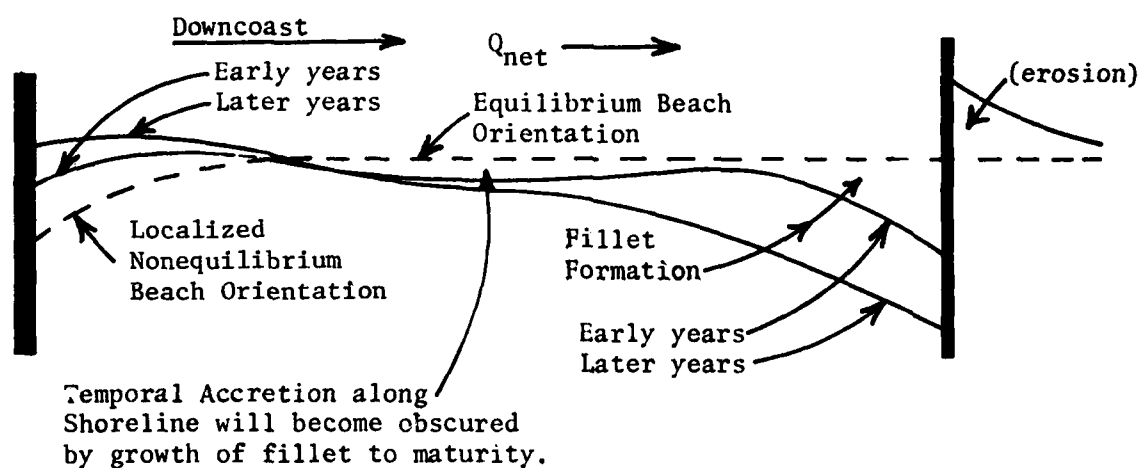 Downcoast
Q_net
Early years
Later years
(erosion)
Equilibrium Beach
Orientation
Localized
Nonequilibrium
Beach Orientation
Fillet
Formation
Early years
Later years
Temporal Accretion along
Shoreline will become obscured
by growth of fillet to maturity.